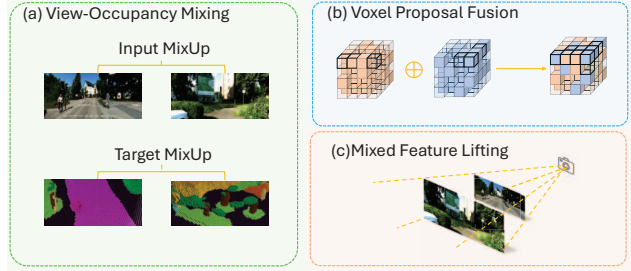 (a) View-Occupancy Mixing
Input MixUp
Target MixUp
(b) Voxel Proposal Fusion
(c)Mixed Feature Lifting